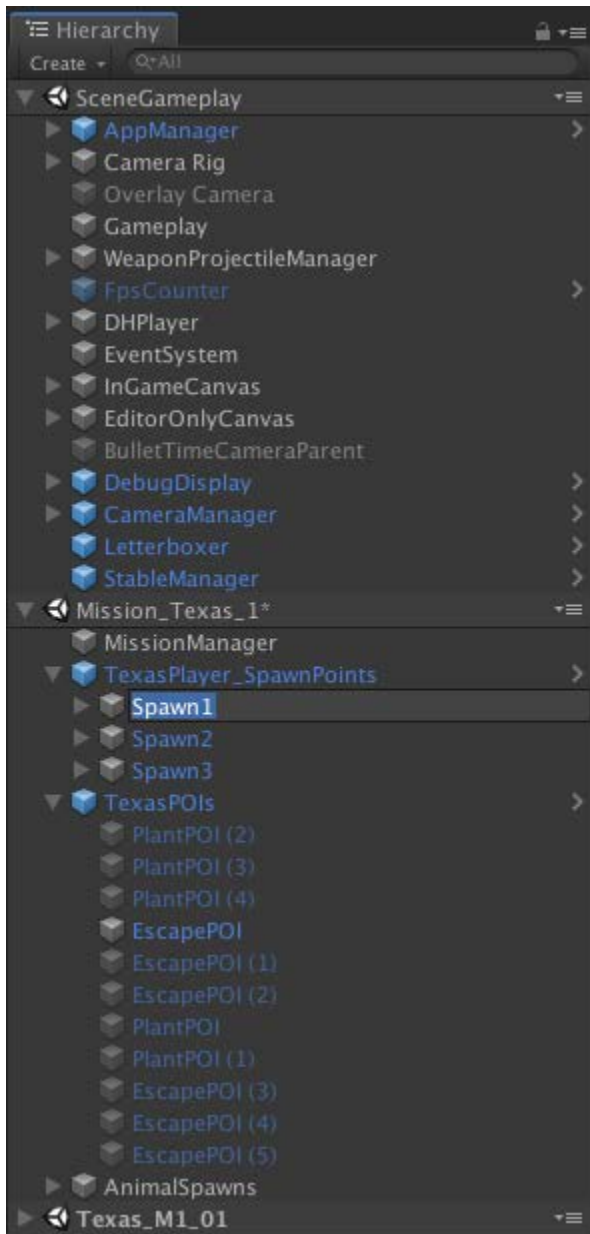 Hierarchy
Create All
SceneGameplay
AppManager
Camera Rig
Overlay Camera
Gameplay
WeaponProjectileManager
FpsCounter
DHPlayer
EventSystem
InGameCanvas
EditorOnlyCanvas
BulletTimeCameraParent
DebugDisplay
CameraManager
Letterboxer
StableManager
Mission_Texas_1*
MissionManager
TexasPlayer_SpawnPoints
Spawn1
Spawn2
Spawn3
TexasPOIs
PlantPOI (2)
PlantPOI (3)
PlantPOI (4)
EscapePOI
EscapePOI (1)
EscapePOI (2)
PlantPOI
PlantPOI (1)
EscapePOI (3)
EscapePOI (4)
EscapePOI (5)
AnimalSpawns
Texas_M1_01